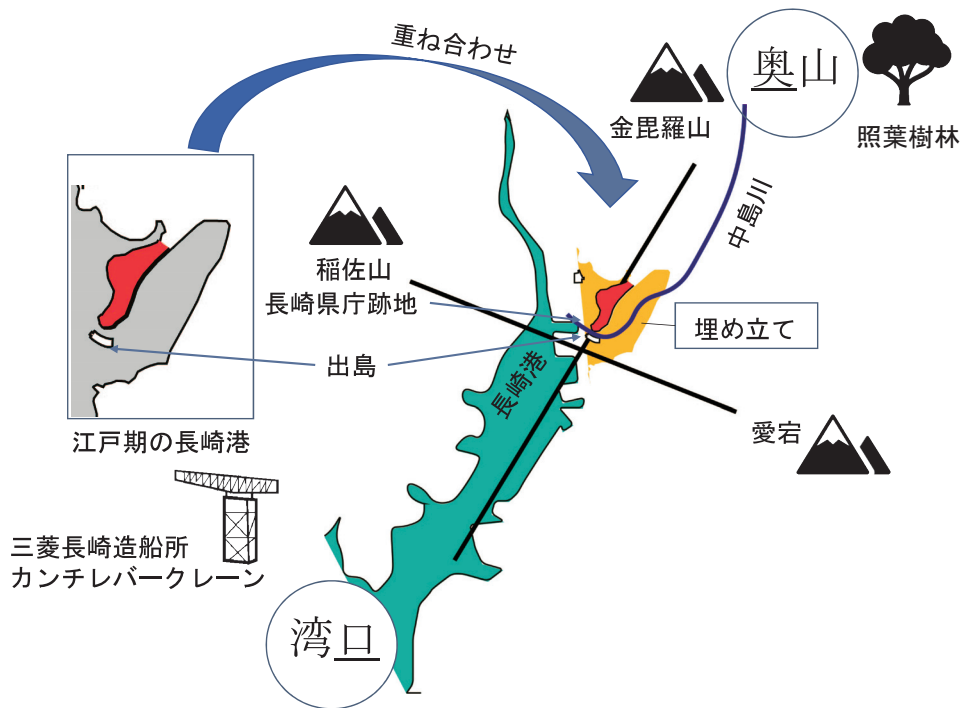 重ね合わせ
奥山
金毘羅山
照葉樹林
中島川
稲佐山
長崎県庁跡地
埋め立て
出島
長崎港
愛宕
江戸期の長崎港
三菱長崎造船所
カンチレバークレーン
湾口